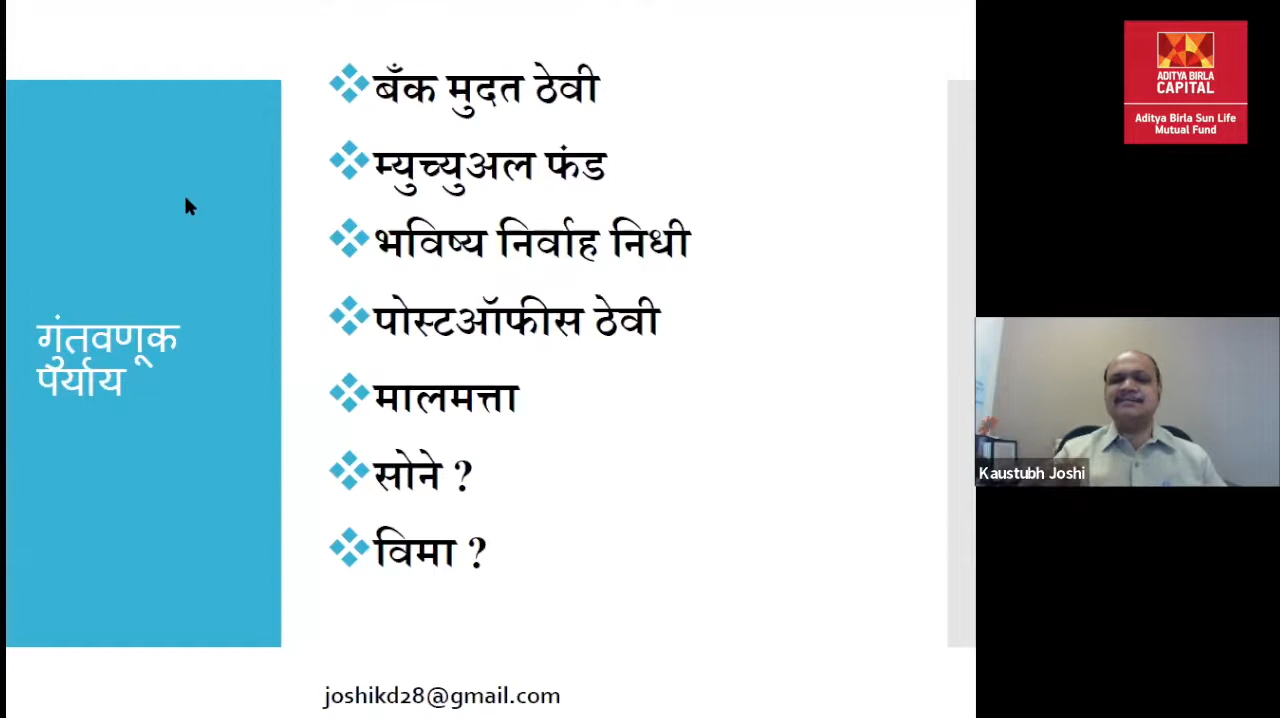 गुंतवणूक
पर्याय
बँक मुदत ठेवी
म्युच्युअल फंड
भविष्य निर्वाह निधी
पोस्टऑफीस ठेवी
मालमत्ता
सोने ?
विमा ?
joshikd28@gmail.com
ADITYA BIRLA
CAPITAL
Aditya Birla Sun Life
Mutual Fund
Kaustubh Joshi